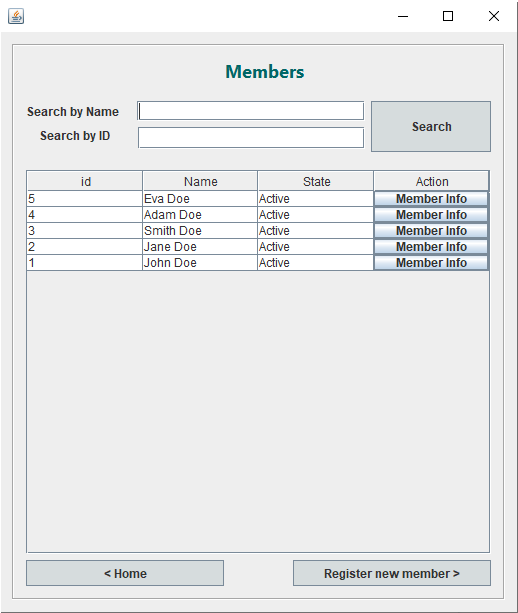 Members
Search by Name
Search
Search by ID
id Name State Action
5 Eva Doe Active Member Info
4 Adam Doe Active Member Info
3 Smith Doe Active Member Info
2 Jane Doe Active Member Info
1 John Doe Active Member Info
< Home Register new member >